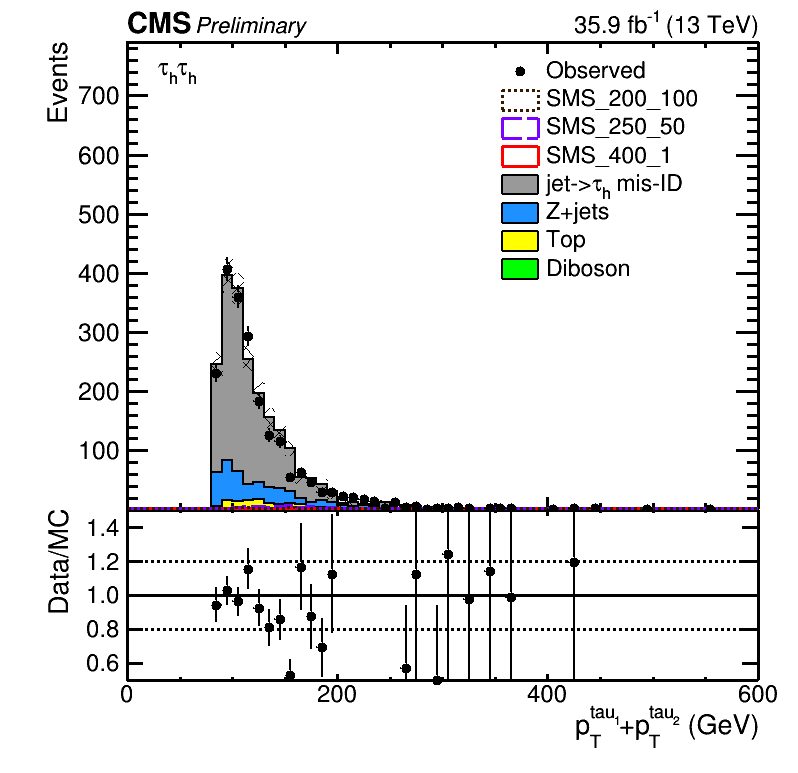 CMS Preliminary 35.9 fb⁻¹ (13 TeV)
Events
τhτh
Observed
SMS_200_100
SMS_250_50
SMS_400_1
jet->τh mis-ID
Z+jets
Top
Diboson
700
600
500
400
300
200
100
Data/MC
1.4
1.2
1.0
0.8
0.6
0 200 400 600
pTtau1+pTtau2 (GeV)